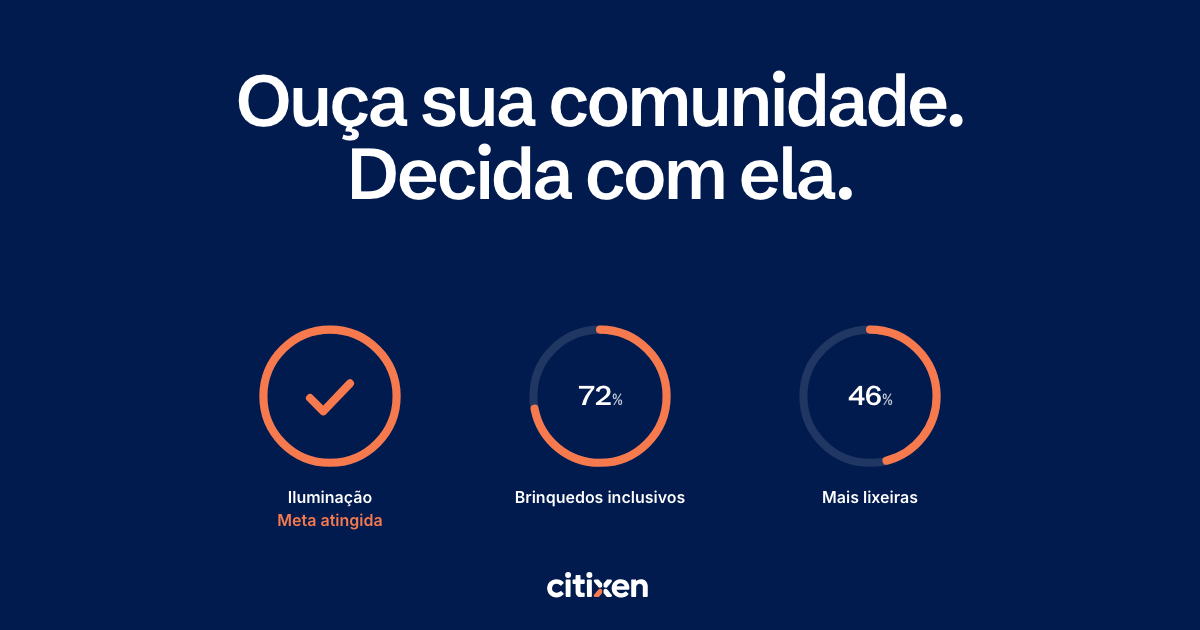 Ouça sua comunidade.
Decida com ela.
72%
46%
Iluminação
Meta atingida
Brinquedos inclusivos
Mais lixeiras
citixen